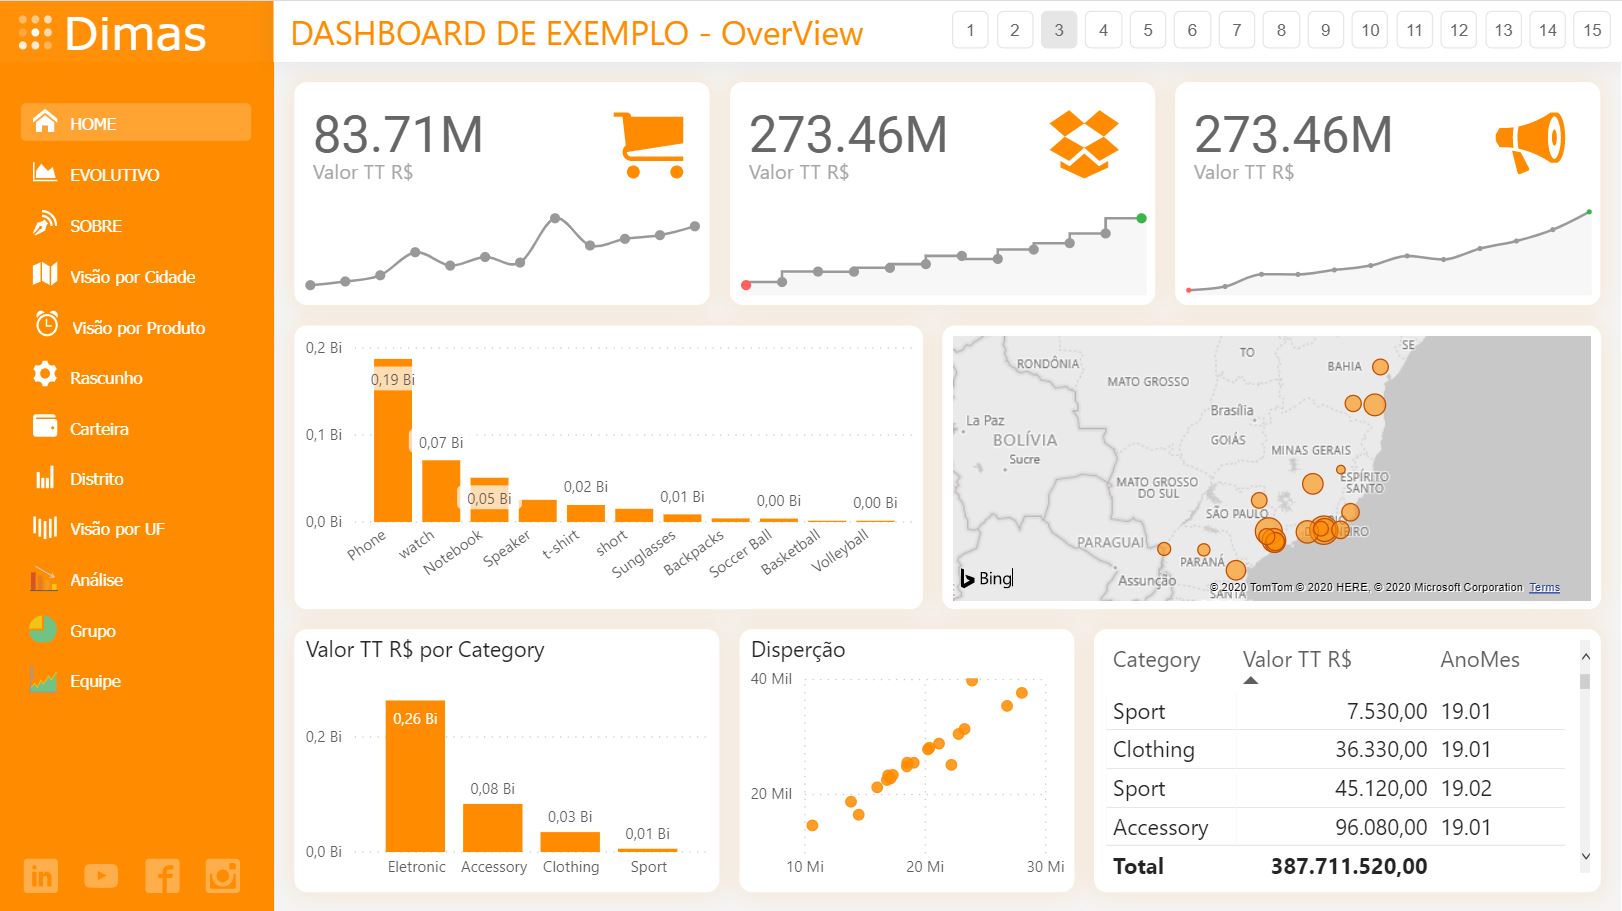 Dimas
DASHBOARD DE EXEMPLO - OverView
1 2 3 4 5 6 7 8 9 10 11 12 13 14 15
HOME
EVOLUTIVO
SOBRE
Visão por Cidade
Visão por Produto
Rascunho
Carteira
Distrito
Visão por UF
Análise
Grupo
Equipe
83.71M
Valor TT R$
273.46M
Valor TT R$
273.46M
Valor TT R$
0,2 Bi
0,1 Bi
0,0 Bi
0,19 Bi
0,07 Bi
0,05 Bi
0,02 Bi
0,01 Bi
0,00 Bi
0,00 Bi
Phone
watch
Notebook
Speaker
t-shirt
short
Sunglasses
Backpacks
Soccer Ball
Basketball
Volleyball
SE
TO
RONDÔNIA
BAHIA
MATO GROSSO
Brasília
La Paz
BOLÍVIA
GOIÁS
Sucre
MINAS GERAIS
MATO GROSSO
DO SUL
ESPÍRITO
SANTO
SÃO PAULO
PARAGUAI
PARANÁ
Assunção
Bing
© 2020 TomTom © 2020 HERE, © 2020 Microsoft Corporation Terms
Valor TT R$ por Category
0,2 Bi
0,0 Bi
0,26 Bi
0,08 Bi
0,03 Bi
0,01 Bi
Eletronic Accessory Clothing Sport
Disperção
40 Mil
20 Mil
10 Mi 20 Mi 30 Mi
Category Valor TT R$ AnoMes
Sport 7.530,00 19.01
Clothing 36.330,00 19.01
Sport 45.120,00 19.02
Accessory 96.080,00 19.01
Total 387.711.520,00